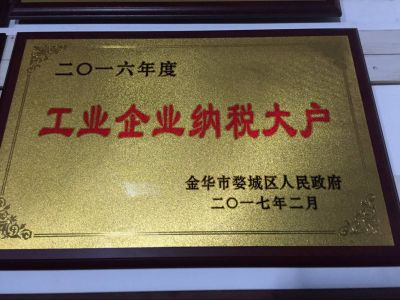 二〇一六年度
工业企业纳税大户
金华市婺城区人民政府
二〇一七年二月